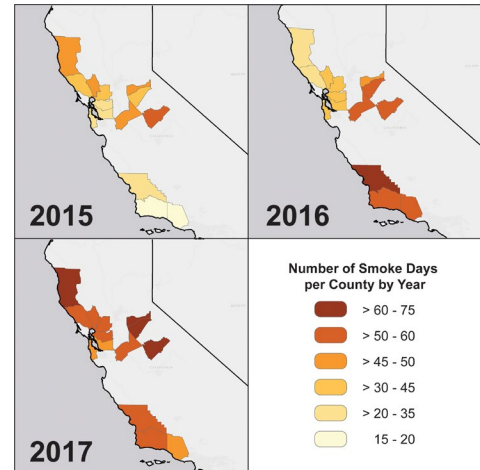 2015
2016
2017
Number of Smoke Days
per County by Year
> 60 - 75
> 50 - 60
> 45 - 50
> 30 - 45
> 20 - 35
15 - 20